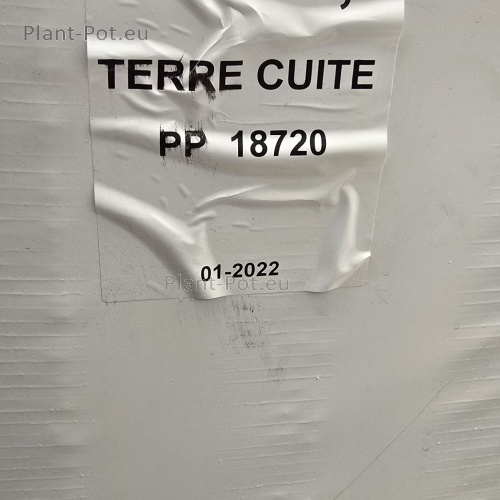 Plant-Pot.eu
TERRE CUITE
PP 18720
01-2022
Plant-Pot.eu